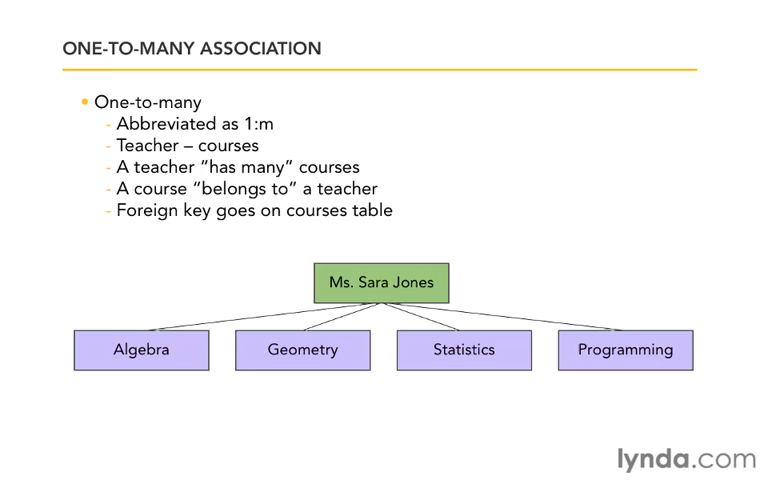 ONE-TO-MANY ASSOCIATION
• One-to-many
- Abbreviated as 1:m
- Teacher – courses
- A teacher “has many” courses
- A course “belongs to” a teacher
- Foreign key goes on courses table
Ms. Sara Jones
Algebra
Geometry
Statistics
Programming
lynda.com